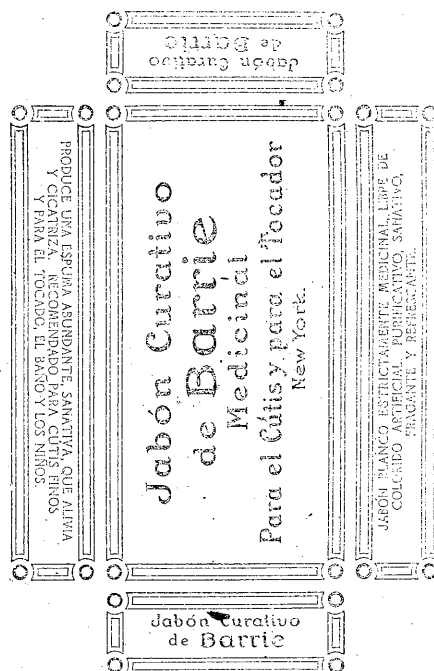 Jabón Curativo
de Barrie
PRODUCE UNA ESPUMA ABUNDANTE, SANATIVA, QUE ALIVIA
Y CICATRIZA. RECOMENDADO PARA CÚTIS FINOS
Y PARA EL TOCADO, EL BAÑO Y LOS NIÑOS.
Jabón Curativo
de Barrie
Medicinal
Para el Cútis y para el Tocador
New York.
JABÓN BLANCO ESTRICTAMENTE MEDICINAL, LIBRE DE
COLORIDO ARTIFICIAL, PURIFICATIVO, SANATIVO,
FRAGANTE Y REFRESCANTE.
Jabón Curativo
de Barrie